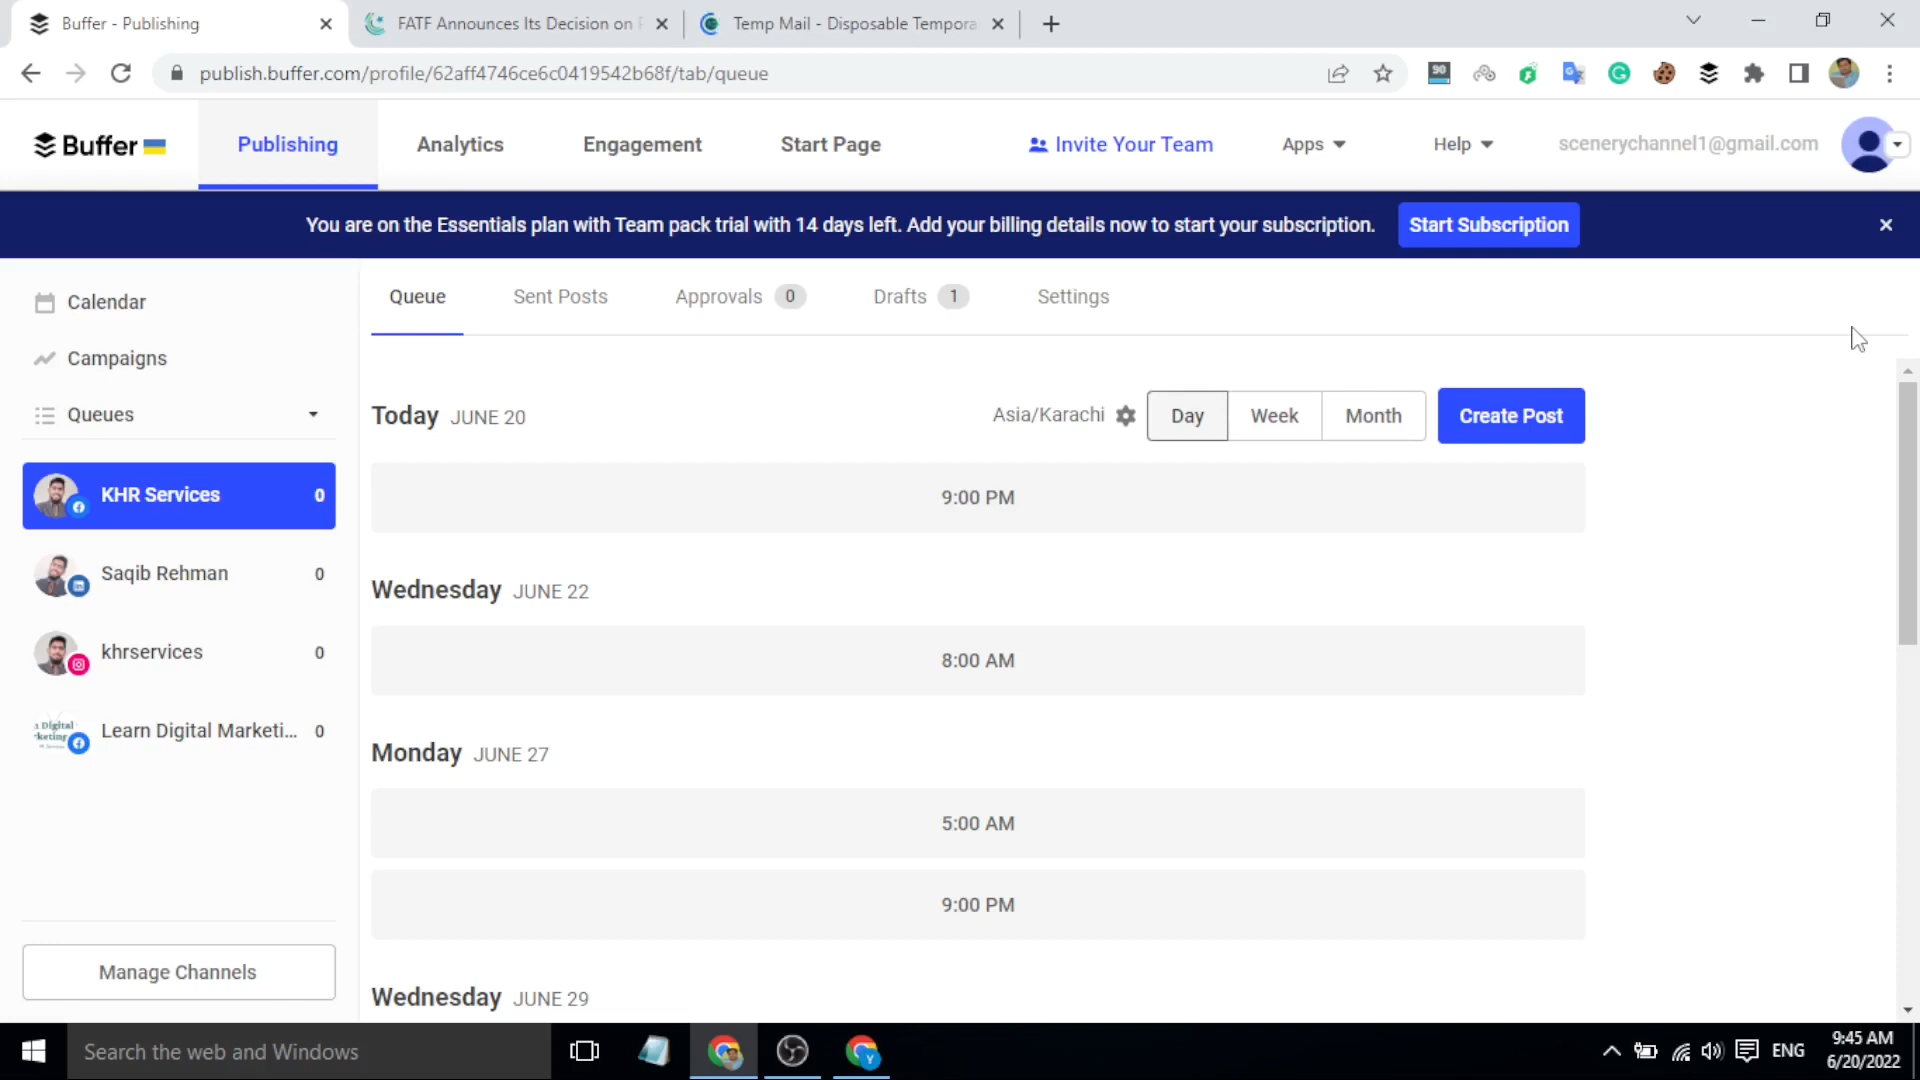 Buffer - Publishing
FATF Announces Its Decision on
Temp Mail - Disposable Tempora
publish.buffer.com/profile/62aff4746ce6c0419542b68f/tab/queue
90
Buffer
Publishing
Analytics
Engagement
Start Page
Invite Your Team
Apps
Help
scenerychannel1@gmail.com
You are on the Essentials plan with Team pack trial with 14 days left. Add your billing details now to start your subscription.
Start Subscription
Calendar
Campaigns
Queues
KHR Services 0
Saqib Rehman 0
khrservices 0
Learn Digital Marketi... 0
Manage Channels
Queue
Sent Posts
Approvals 0
Drafts 1
Settings
Today JUNE 20
Asia/Karachi
Day
Week
Month
Create Post
9:00 PM
Wednesday JUNE 22
8:00 AM
Monday JUNE 27
5:00 AM
9:00 PM
Wednesday JUNE 29
Search the web and Windows
ENG
9:45 AM
6/20/2022